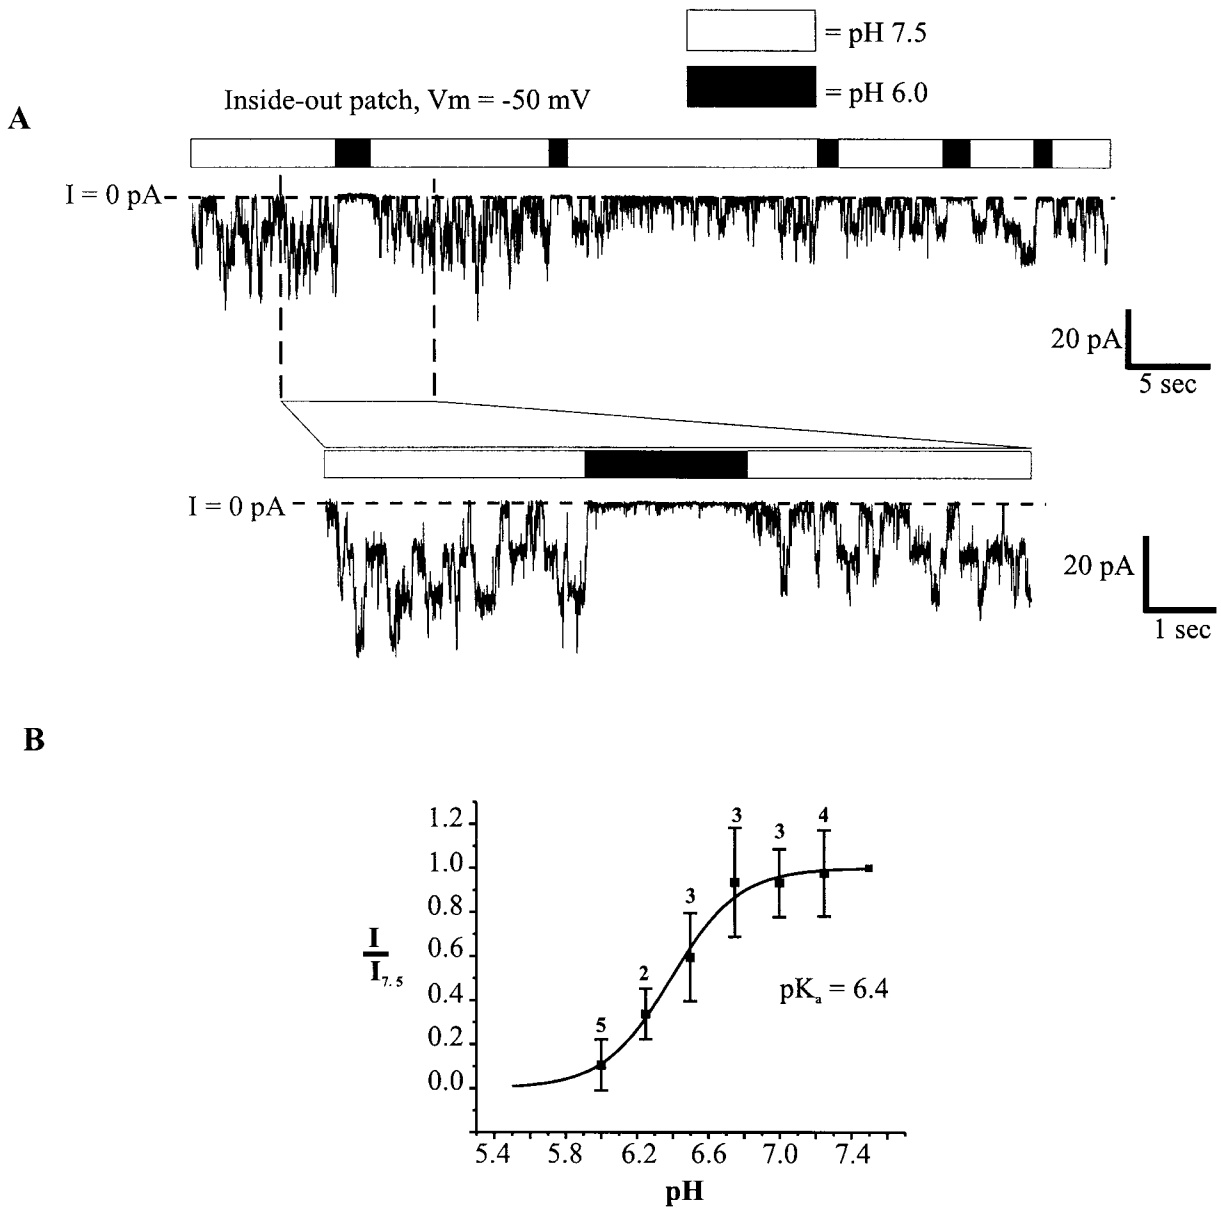 = pH 7.5
= pH 6.0
Inside-out patch, Vm = -50 mV
A
I = 0 pA
20 pA
5 sec
I = 0 pA
20 pA
1 sec
B
1.2
1.0
0.8
0.6
0.4
0.2
0.0
I
I7.5
5
2
3
3
3
4
pKa = 6.4
5.4 5.8 6.2 6.6 7.0 7.4
pH